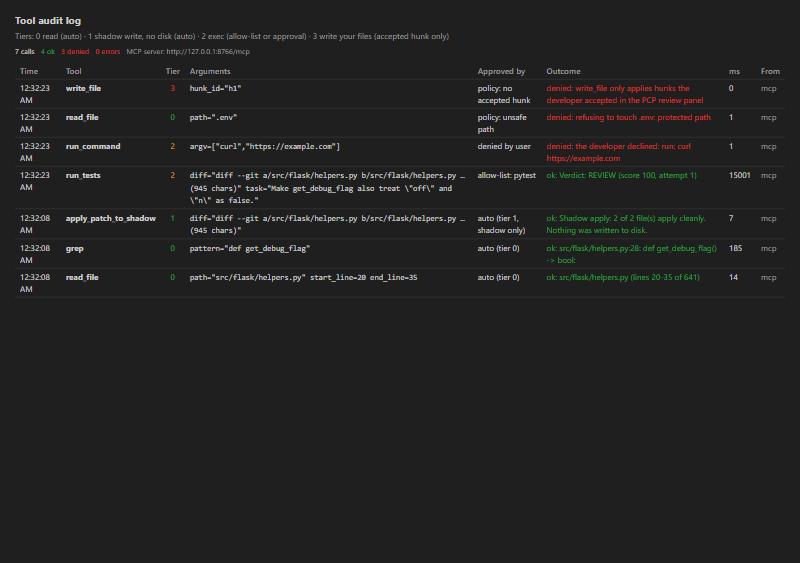 Tool audit log
Tiers: 0 read (auto) · 1 shadow write, no disk (auto) · 2 exec (allow-list or approval) · 3 write your files (accepted hunk only)
7 calls 4 ok 3 denied 0 errors MCP server: http://127.0.0.1:8766/mcp
Time Tool Tier Arguments Approved by Outcome ms From
12:32:23 write_file 3 hunk_id="h1" policy: no denied: write_file only applies hunks the 0 mcp
AM accepted hunk developer accepted in the PCP review panel
12:32:23 read_file 0 path=".env" policy: unsafe denied: refusing to touch .env: protected path 1 mcp
AM path
12:32:23 run_command 2 argv=["curl","https://example.com"] denied by user denied: the developer declined: run: curl 1 mcp
AM https://example.com
12:32:23 run_tests 2 diff="diff --git a/src/flask/helpers.py b/src/flask/helpers.py … allow-list: pytest ok: Verdict: REVIEW (score 100, attempt 1) 15001 mcp
AM (945 chars)" task="Make get_debug_flag also treat \"off\" and
\"n\" as false."
12:32:08 apply_patch_to_shadow 1 diff="diff --git a/src/flask/helpers.py b/src/flask/helpers.py … auto (tier 1, ok: Shadow apply: 2 of 2 file(s) apply cleanly. 7 mcp
AM (945 chars)" shadow only) Nothing was written to disk.
12:32:08 grep 0 pattern="def get_debug_flag" auto (tier 0) ok: src/flask/helpers.py:28: def get_debug_flag() 185 mcp
AM -> bool:
12:32:08 read_file 0 path="src/flask/helpers.py" start_line=20 end_line=35 auto (tier 0) ok: src/flask/helpers.py (lines 20-35 of 641) 14 mcp
AM